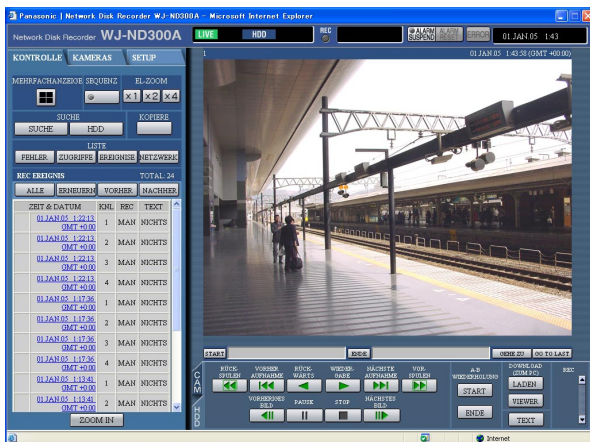 Panasonic | Network Disk Recorder WJ-ND300A - Microsoft Internet Explorer
Network Disk Recorder WJ-ND300A
LIVE HDD REC ALARM SUSPEND ALARM RESET ERROR 01.JAN.05 1:43
KONTROLLE KAMERAS SETUP
1 01.JAN.05 1:43:58 (GMT +00:00)
MEHRFACHANZEIGE SEQUENZ EL-ZOOM
x1 x2 x4
SUCHE KOPIERE
SUCHE HDD
LISTE
FEHLER ZUGRIFFE EREIGNISE NETZWERK
REC EREIGNIS TOTAL: 24
ALLE ERNEUERN VORHER. NACHHER.
ZEIT & DATUM KNL REC TEXT
01.JAN.05 1:22:13 GMT +0:00 1 MAN NICHTS
01.JAN.05 1:22:13 GMT +0:00 2 MAN NICHTS
01.JAN.05 1:22:13 GMT +0:00 3 MAN NICHTS
01.JAN.05 1:22:13 GMT +0:00 4 MAN NICHTS
01.JAN.05 1:17:36 GMT +0:00 1 MAN NICHTS
01.JAN.05 1:17:36 GMT +0:00 2 MAN NICHTS
01.JAN.05 1:17:36 GMT +0:00 3 MAN NICHTS
01.JAN.05 1:17:36 GMT +0:00 4 MAN NICHTS
01.JAN.05 1:13:41 GMT +0:00 1 MAN NICHTS
01.JAN.05 1:13:41 GMT +0:00 2 MAN NICHTS
ZOOM IN
START ENDE GEHE ZU GO TO LAST
CAM
HDD
RÜCK-SPULEN VORHER AUFNAHME RÜCK-WÄRTS WIEDER-GABE NÄCHSTE AUFNAHME VOR-SPULEN
VORHERIGES BILD PAUSE STOP NÄCHSTES BILD
A-B WIEDERHOLUNG
START
ENDE
DOWNLOAD (ZUM PC)
LADEN
VIEWER
TEXT
REC
Internet